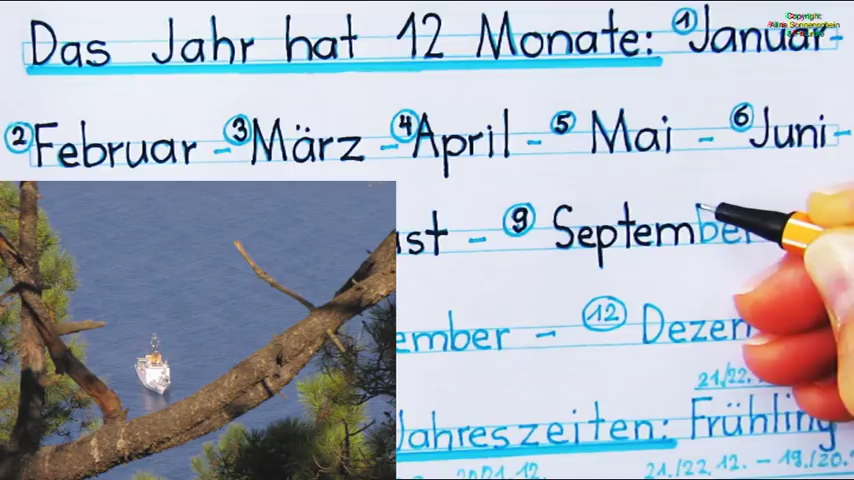 Das Jahr hat 12 Monate: 1 Januar-
2 Februar - 3 März - 4 April - 5 Mai - 6 Juni-
ust - 9 September
ember - 12 Dezem
21./22.
Jahreszeiten: Frühling
21./22.12. - 19./20.
Copyright: